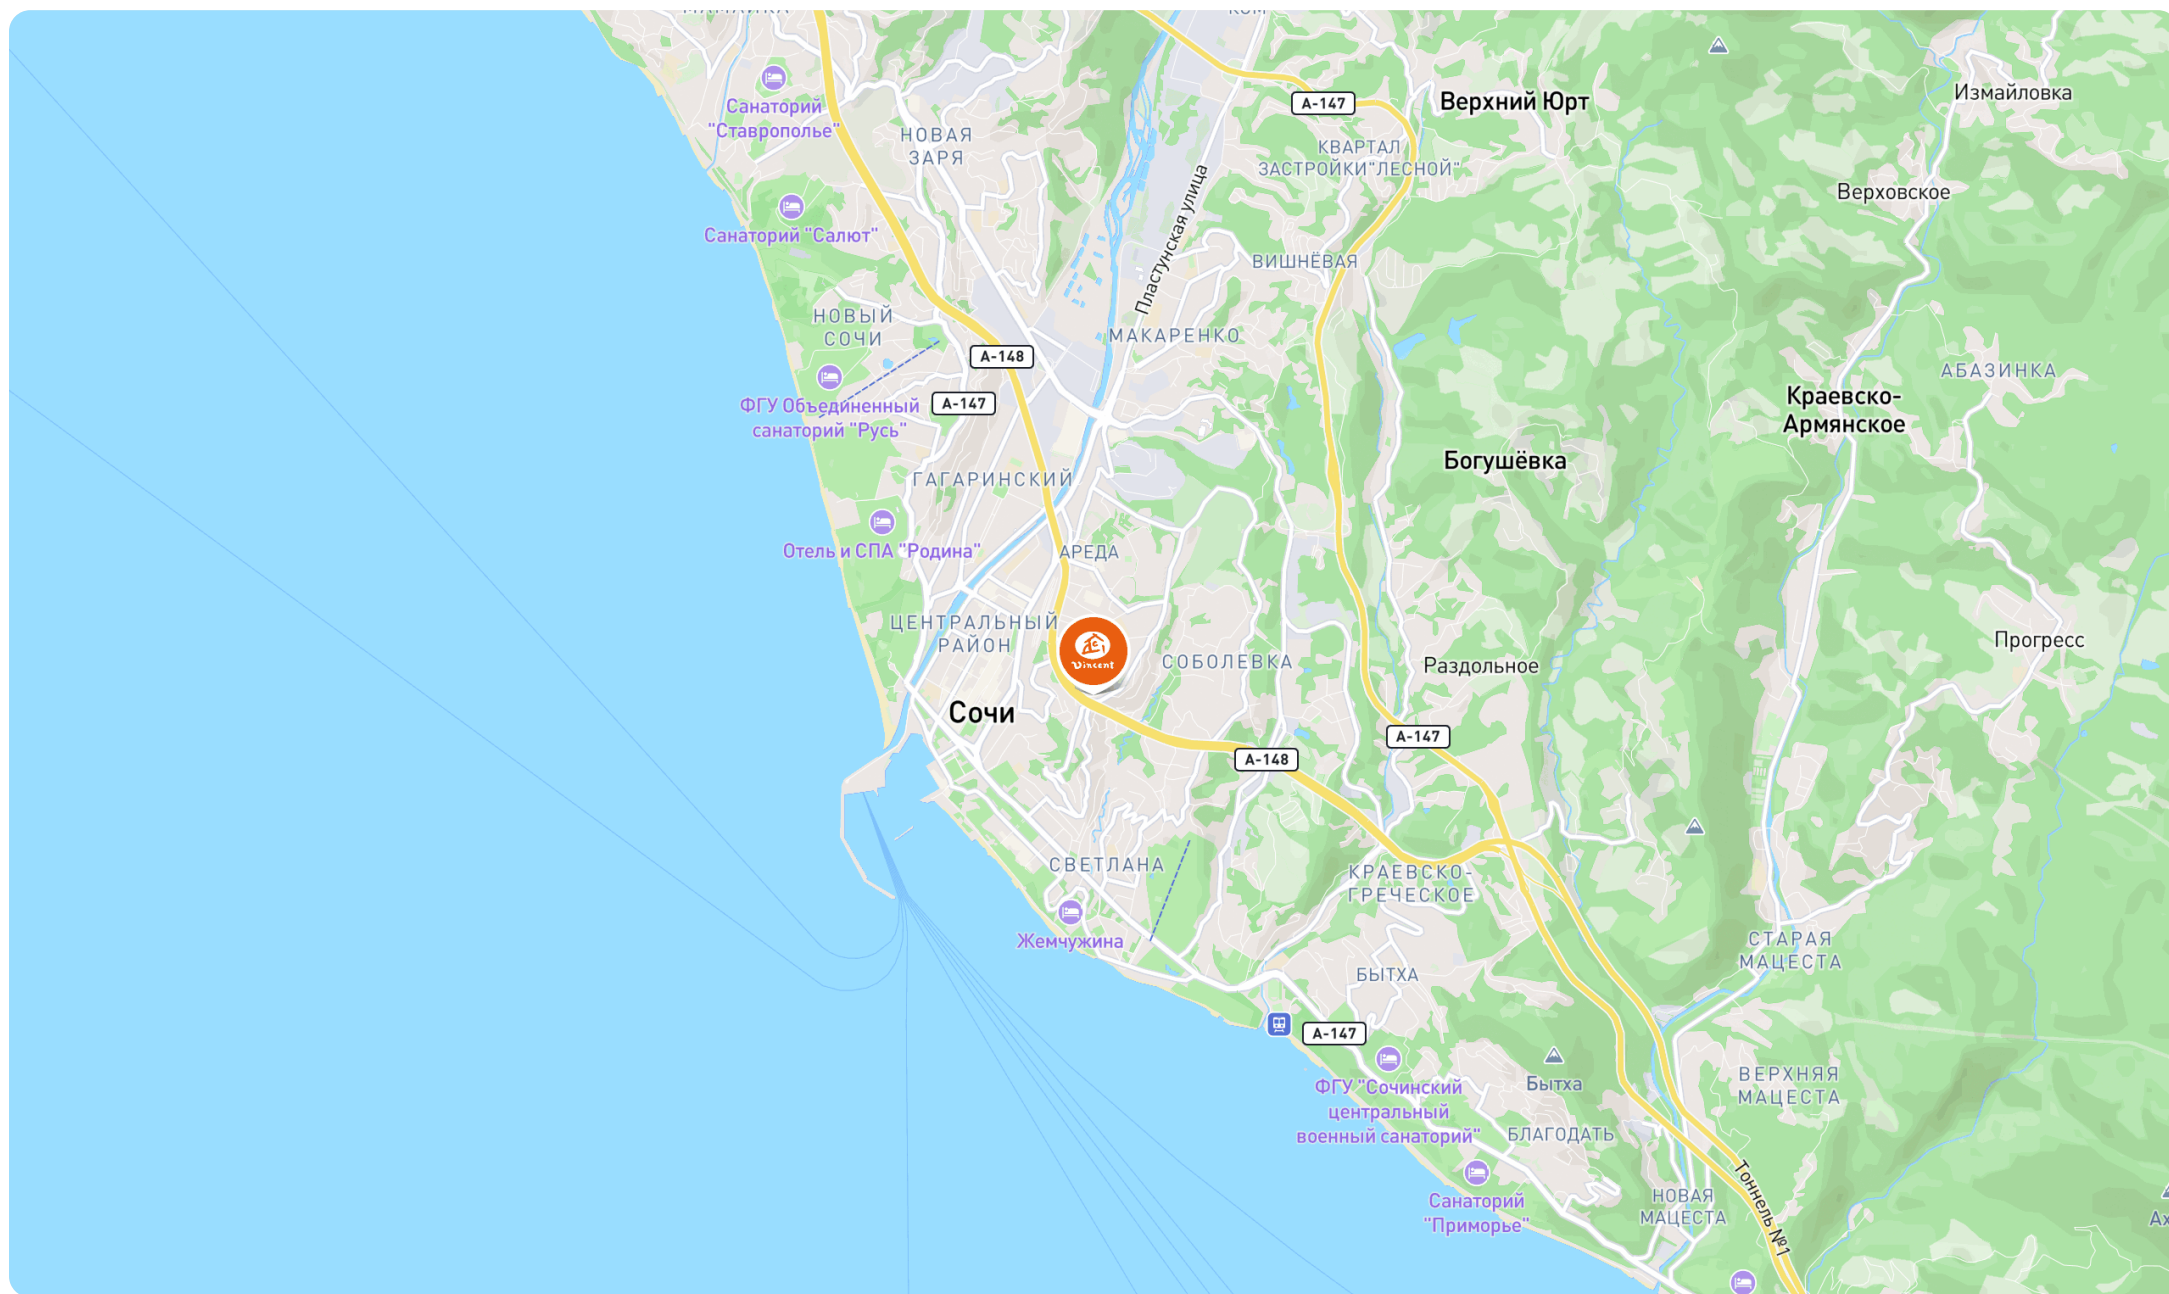 МАМАЙКА
КСМ
Санаторий
"Ставрополье"
НОВАЯ
ЗАРЯ
А-147
Верхний Юрт
Измайловка
КВАРТАЛ
ЗАСТРОЙКИ"ЛЕСНОЙ"
Верховское
Санаторий "Салют"
Пластунская улица
ВИШНЁВАЯ
НОВЫЙ
СОЧИ
МАКАРЕНКО
А-148
АБАЗИНКА
А-147
ФГУ Объединенный
санаторий "Русь"
Краевско-
Армянское
Богушёвка
ГАГАРИНСКИЙ
Отель и СПА "Родина"
АРЕДА
ЦЕНТРАЛЬНЫЙ
РАЙОН
Vincent
СОБОЛЕВКА
Раздольное
Прогресс
Сочи
А-147
А-148
СВЕТЛАНА
КРАЕВСКО-
ГРЕЧЕСКОЕ
Жемчужина
СТАРАЯ
МАЦЕСТА
БЫТХА
А-147
ФГУ "Сочинский
центральный
военный санаторий"
Бытха
ВЕРХНЯЯ
МАЦЕСТА
БЛАГОДАТЬ
Санаторий
"Приморье"
НОВАЯ
МАЦЕСТА
Тоннель №1
Ах